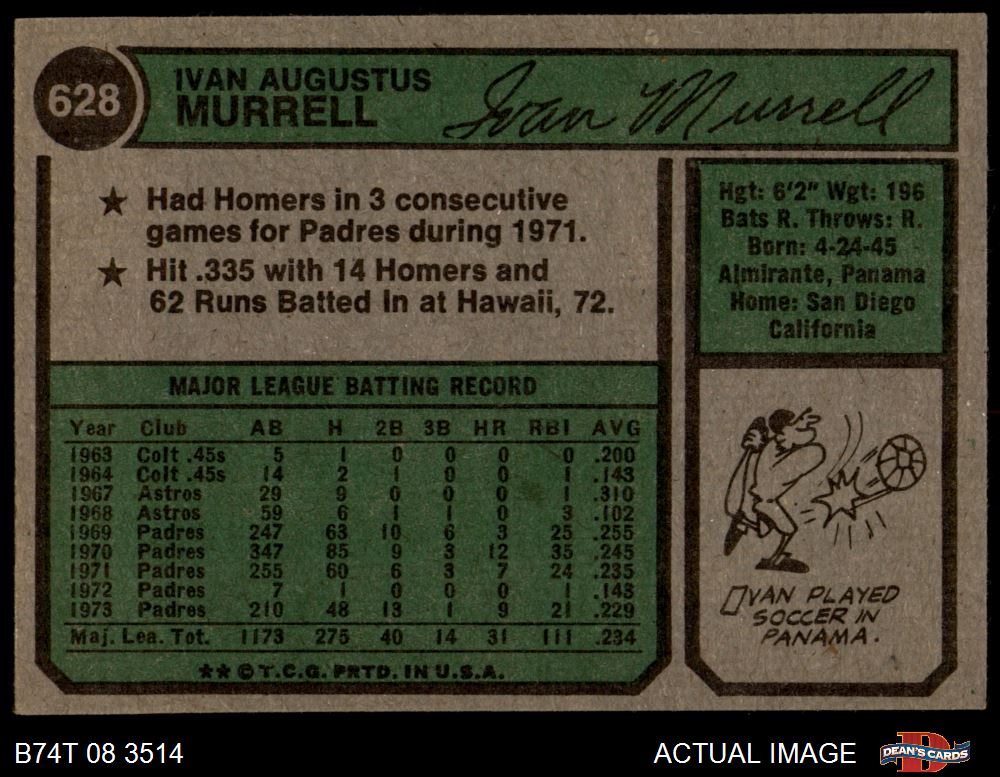 628
IVAN AUGUSTUS
MURRELL
Ivan Murrell
★ Had Homers in 3 consecutive
games for Padres during 1971.
★ Hit .335 with 14 Homers and
62 Runs Batted In at Hawaii, 72.
Hgt: 6'2" Wgt: 196
Bats R. Throws: R.
Born: 4-24-45
Almirante, Panama
Home: San Diego
California
MAJOR LEAGUE BATTING RECORD
Year Club AB H 2B 3B HR RBI AVG
1963 Colt .45s 5 1 0 0 0 0 .200
1964 Colt .45s 14 2 1 0 0 1 .143
1967 Astros 29 9 0 0 0 1 .310
1968 Astros 59 6 1 1 0 3 .102
1969 Padres 247 63 10 6 3 25 .255
1970 Padres 347 85 9 3 12 35 .245
1971 Padres 255 60 6 3 7 24 .235
1972 Padres 7 1 0 0 0 1 .143
1973 Padres 210 48 13 1 9 21 .229
Maj. Lea. Tot. 1173 275 40 14 31 111 .234
★★ © T.C.G. PRTD. IN U.S.A.
IVAN PLAYED
SOCCER IN
PANAMA.
B74T 08 3514
ACTUAL IMAGE
DEAN'S CARDS